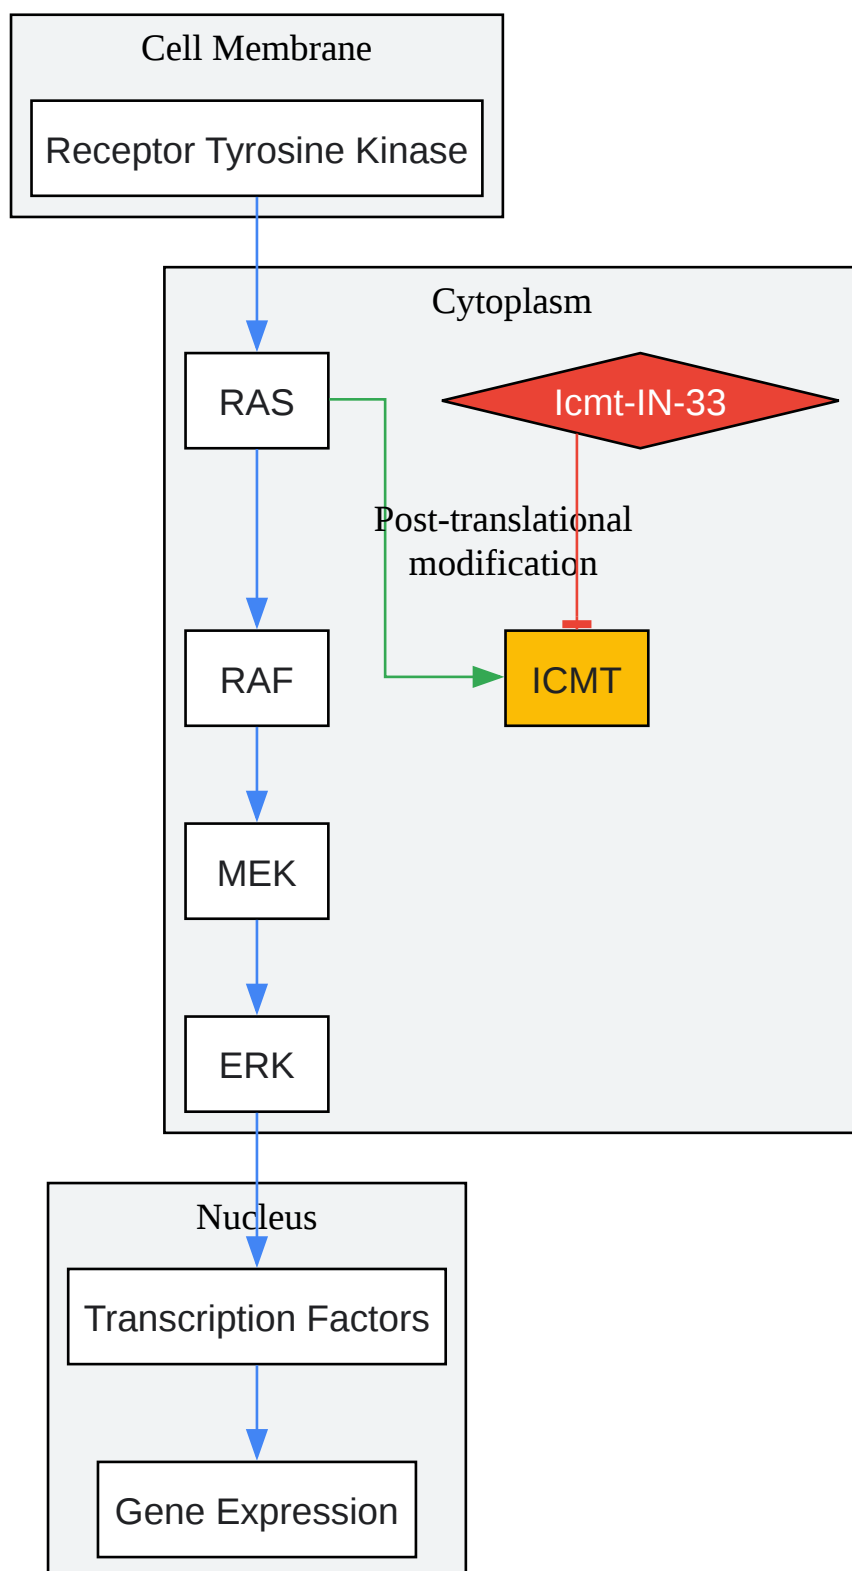 Cell Membrane
Receptor Tyrosine Kinase
Cytoplasm
RAS
Icmt-IN-33
Post-translational
modification
RAF
ICMT
MEK
ERK
Nucleus
Transcription Factors
Gene Expression